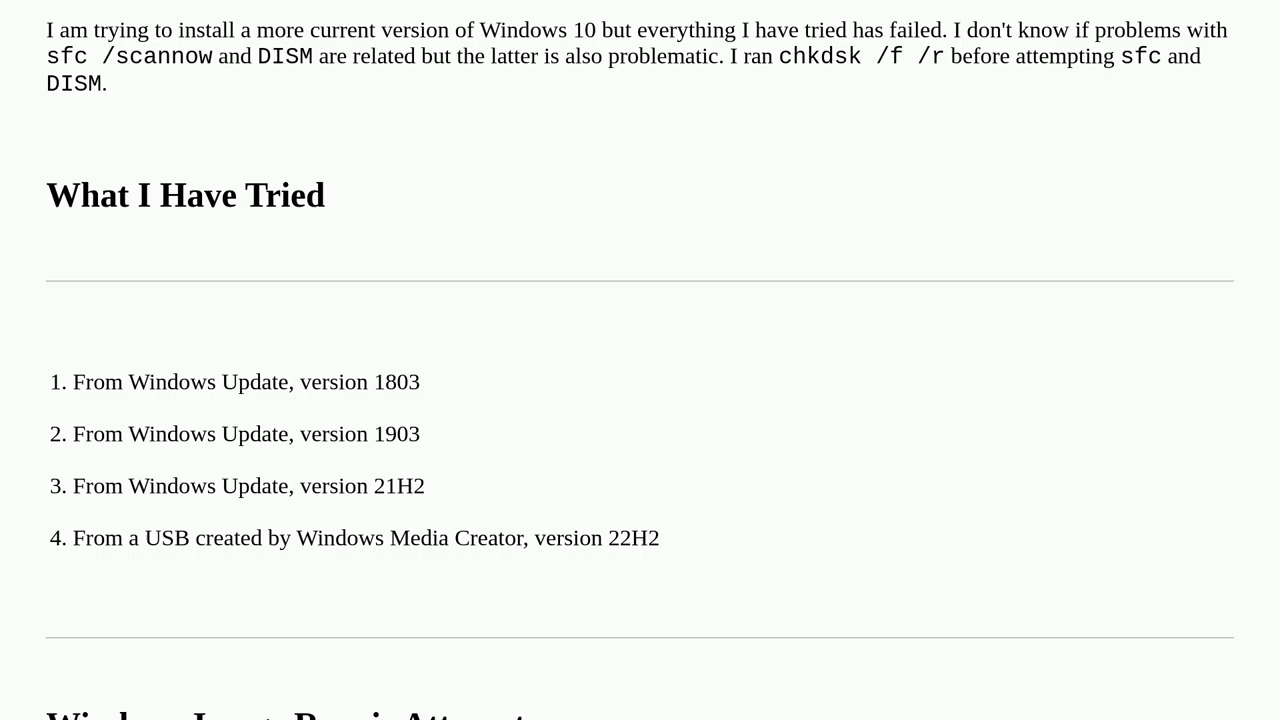 I am trying to install a more current version of Windows 10 but everything I have tried has failed. I don't know if problems with
sfc /scannow and DISM are related but the latter is also problematic. I ran chkdsk /f /r before attempting sfc and
DISM.
What I Have Tried
1. From Windows Update, version 1803
2. From Windows Update, version 1903
3. From Windows Update, version 21H2
4. From a USB created by Windows Media Creator, version 22H2